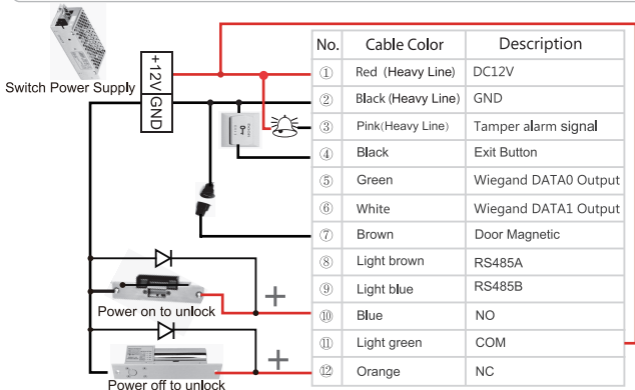 Switch Power Supply
+12V
GND
No. Cable Color Description
① Red (Heavy Line) DC12V
② Black (Heavy Line) GND
③ Pink(Heavy Line) Tamper alarm signal
④ Black Exit Button
⑤ Green Wiegand DATA0 Output
⑥ White Wiegand DATA1 Output
⑦ Brown Door Magnetic
⑧ Light brown RS485A
⑨ Light blue RS485B
⑩ Blue NO
⑪ Light green COM
⑫ Orange NC
+
Power on to unlock
+
Power off to unlock